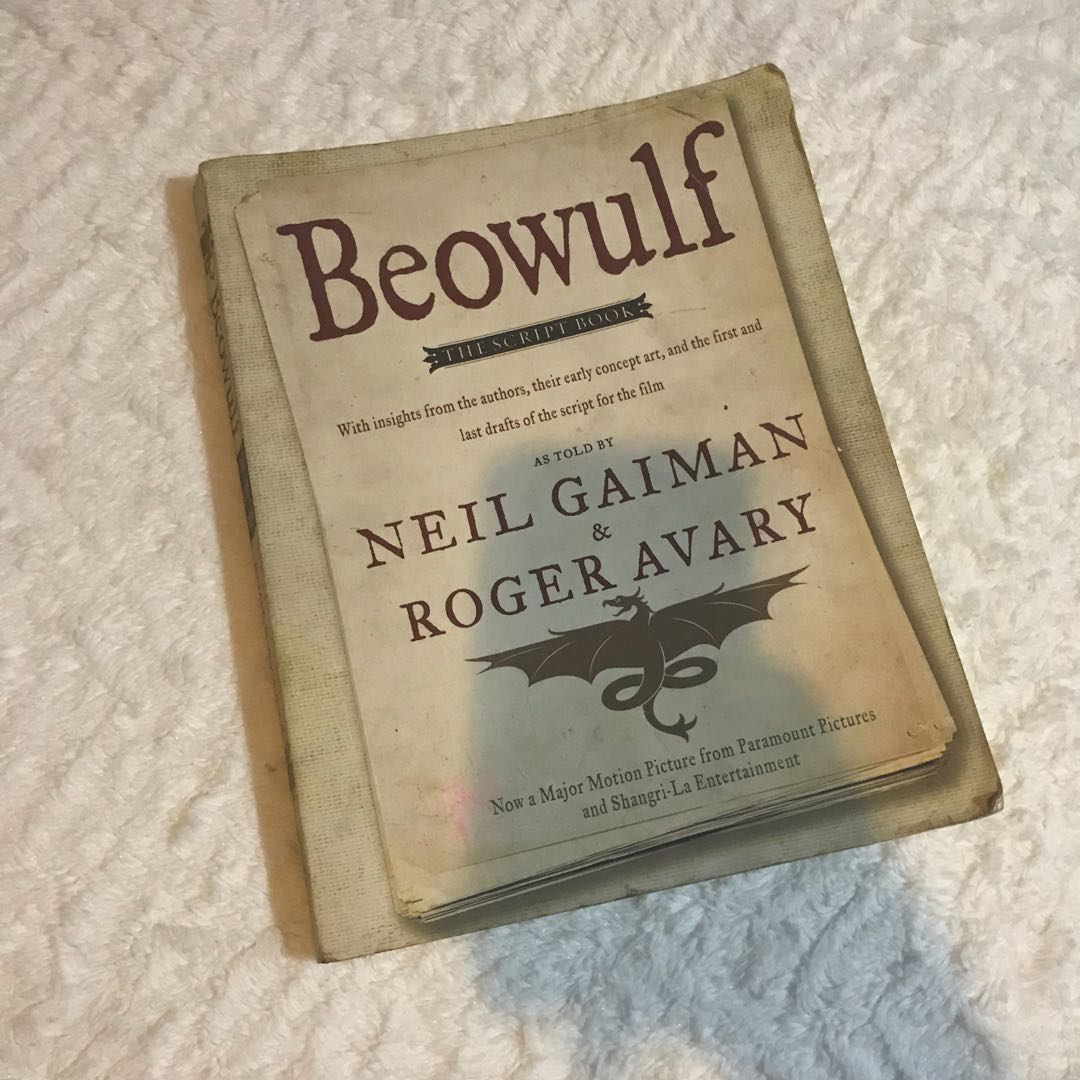 Beowulf
THE SCRIPT BOOK
With insights from the authors, their early concept art, and the first and
last drafts of the script for the film
AS TOLD BY
NEIL GAIMAN
&
ROGER AVARY
Now a Major Motion Picture from Paramount Pictures
and Shangri-La Entertainment
BEOWULF